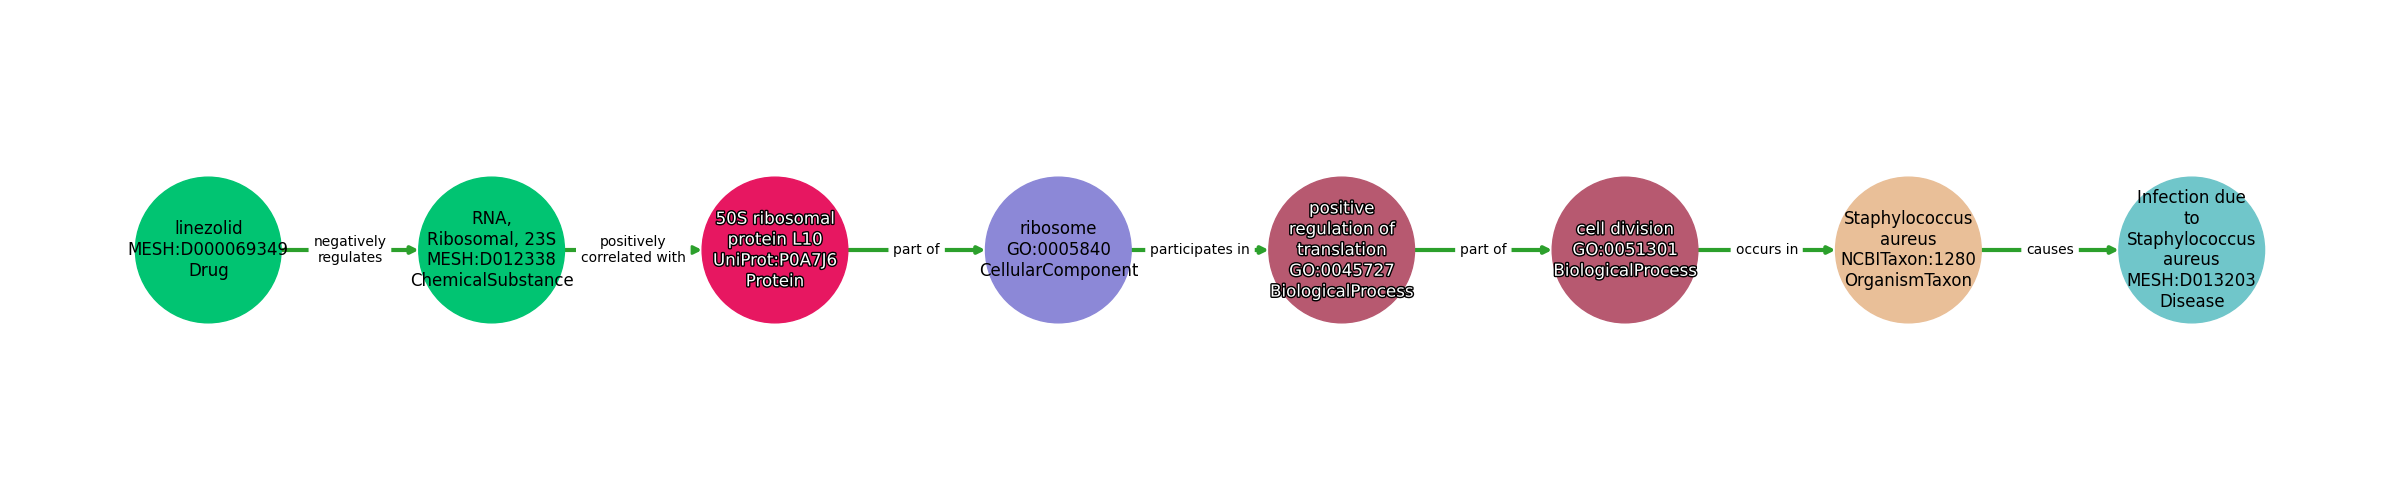 linezolid
MESH:D000069349
Drug
negatively
regulates
RNA,
Ribosomal, 23S
MESH:D012338
ChemicalSubstance
positively
correlated with
50S ribosomal
protein L10
UniProt:P0A7J6
Protein
part of
ribosome
GO:0005840
CellularComponent
participates in
positive
regulation of
translation
GO:0045727
BiologicalProcess
part of
cell division
GO:0051301
BiologicalProcess
occurs in
Staphylococcus
aureus
NCBITaxon:1280
OrganismTaxon
causes
Infection due
to
Staphylococcus
aureus
MESH:D013203
Disease